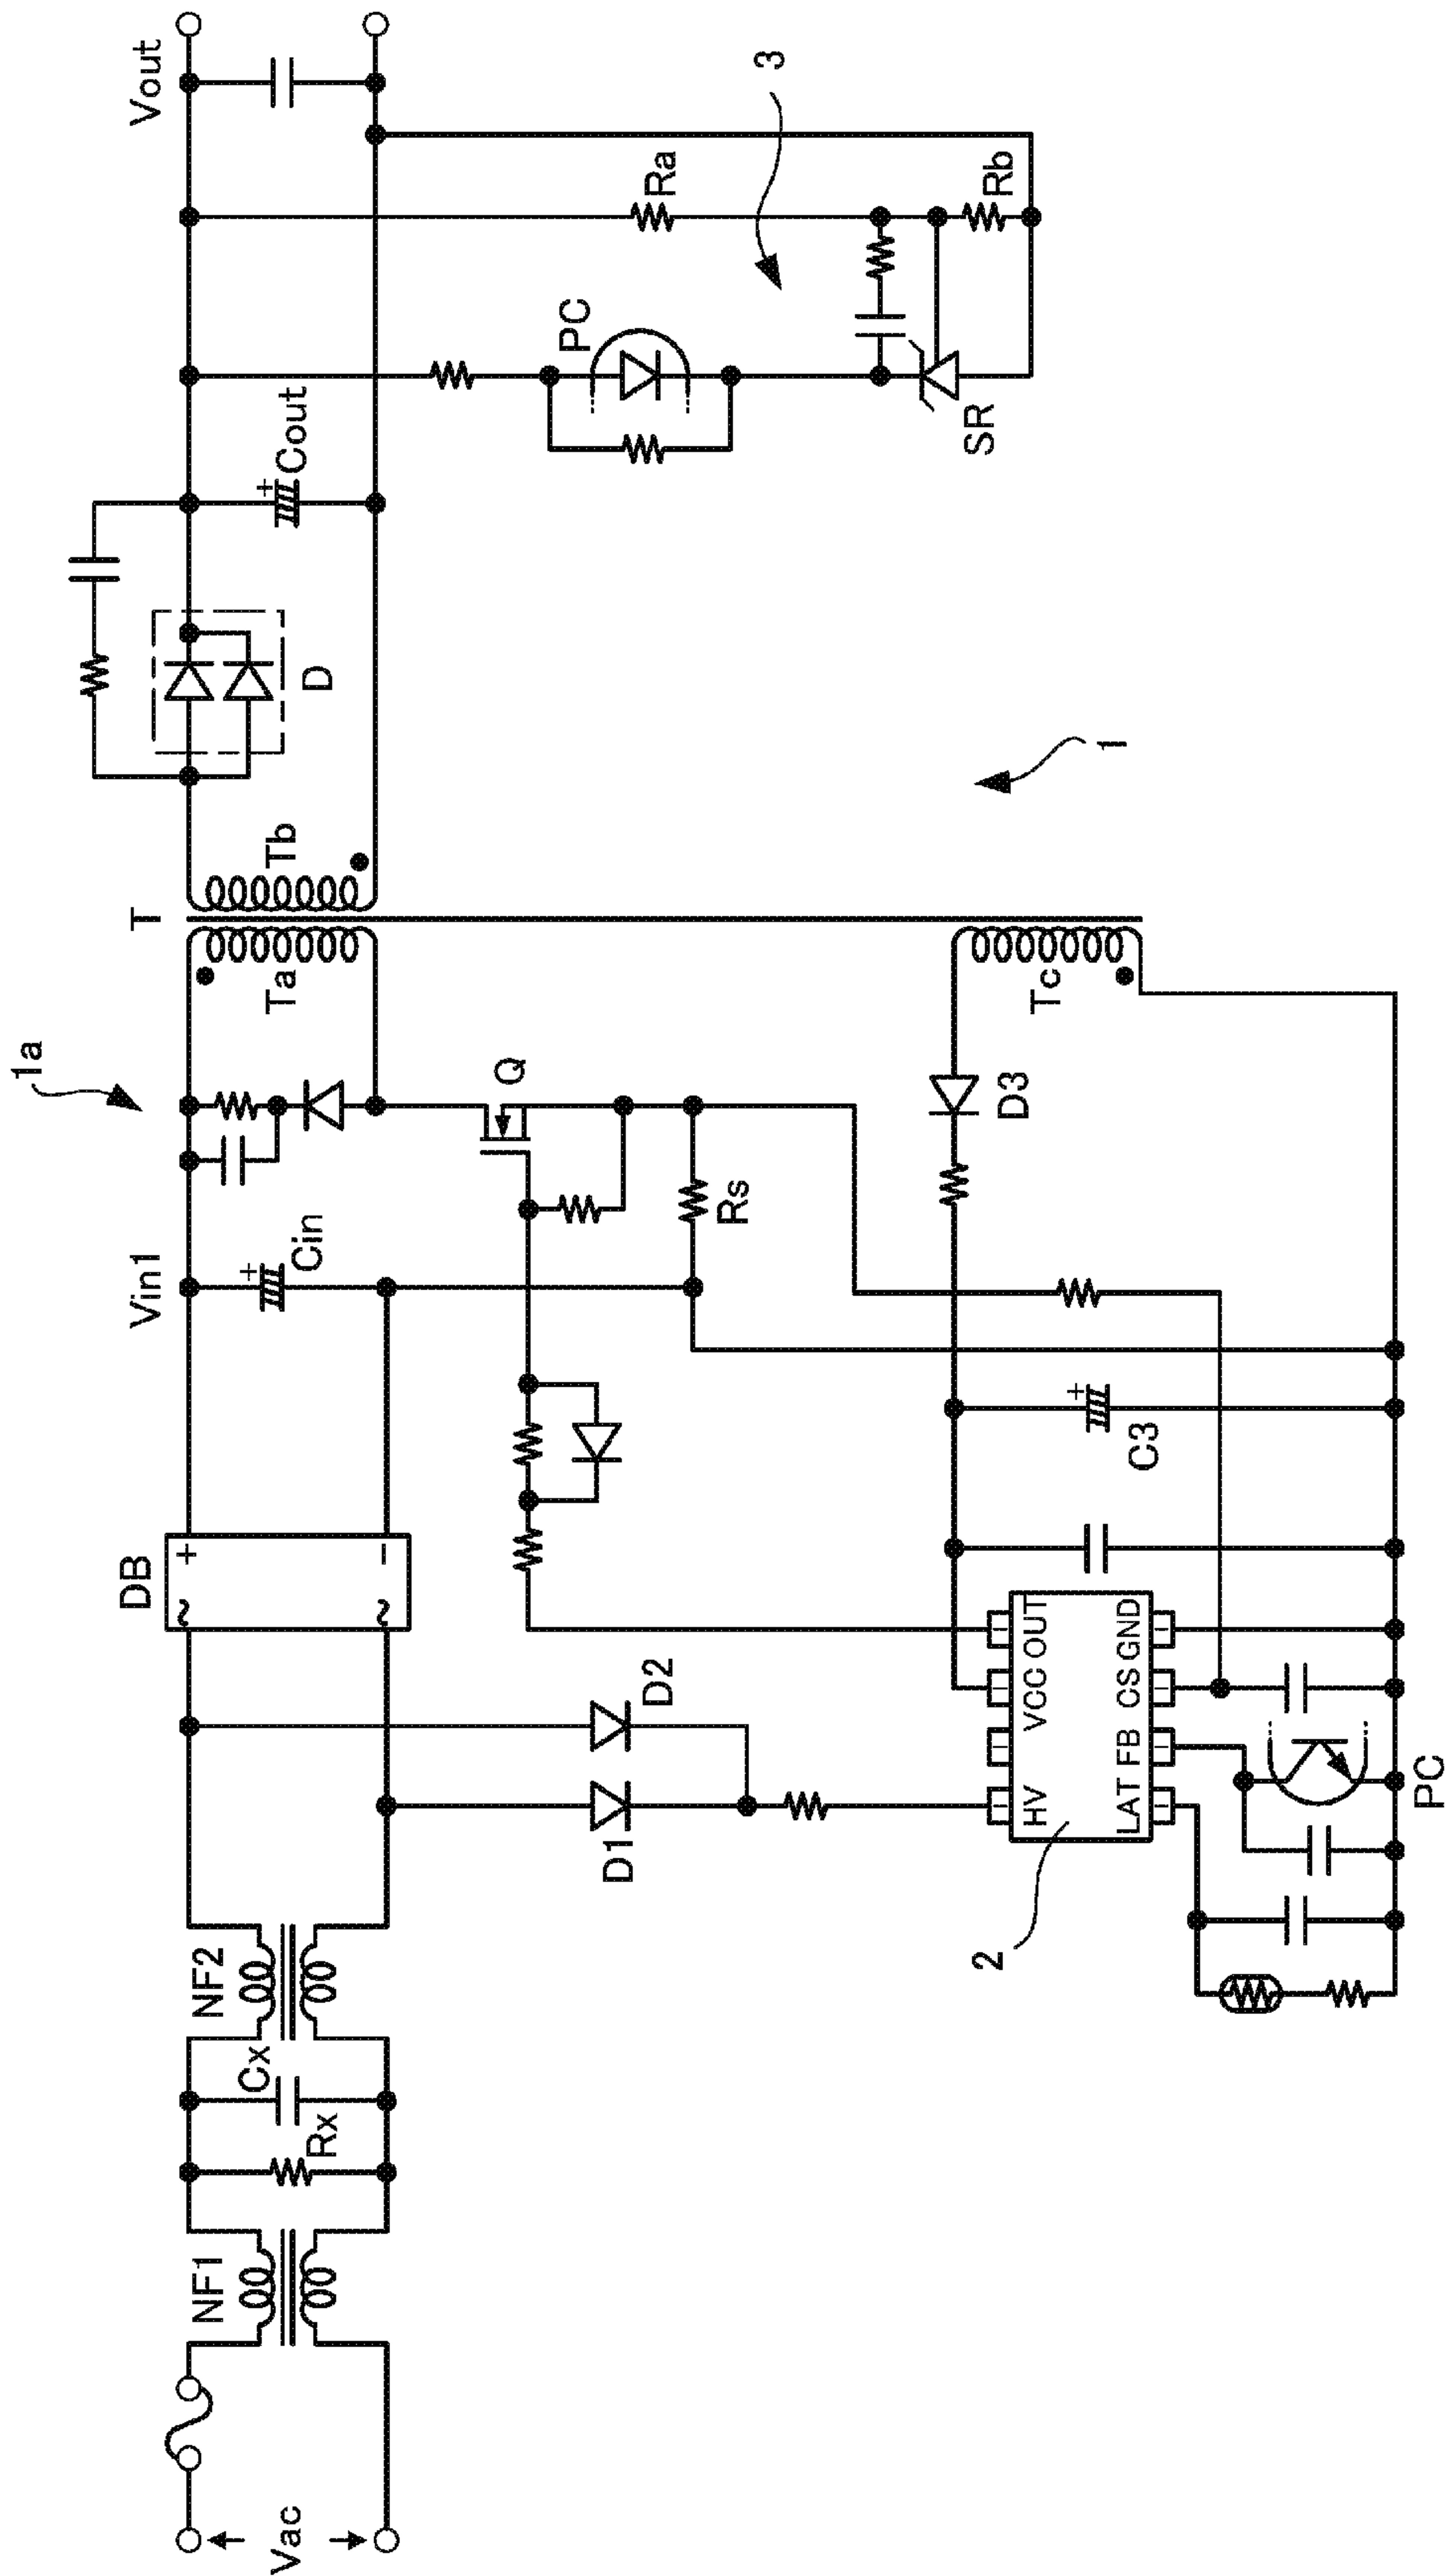 1a
Vac
NF1
Rx
Cx
NF2
DB
~
+
~
−
Vin1
+
Cin
Ta
T
Tb
D
+
Cout
Vout
D1
D2
Q
Rs
PC
Ra
3
SR
Rb
D3
Tc
1
2
HV
VCC
OUT
LAT
FB
CS
GND
+
C3
PC